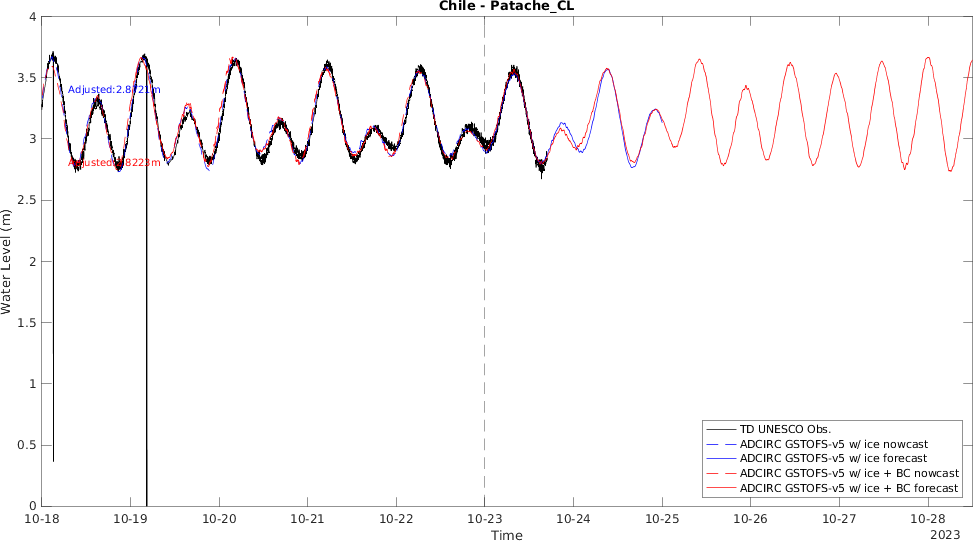 Chile - Patache_CL
4
3.5
3
2.5
2
1.5
1
0.5
0
Water Level (m)
Adjusted:2.8721m
10-18
10-19
10-20
10-21
10-22
10-23
10-24
10-25
10-26
10-27
10-28
2023
Time
TD UNESCO Obs.
ADCIRC GSTOFS-v5 w/ ice nowcast
ADCIRC GSTOFS-v5 w/ ice forecast
ADCIRC GSTOFS-v5 w/ ice + BC nowcast
ADCIRC GSTOFS-v5 w/ ice + BC forecast